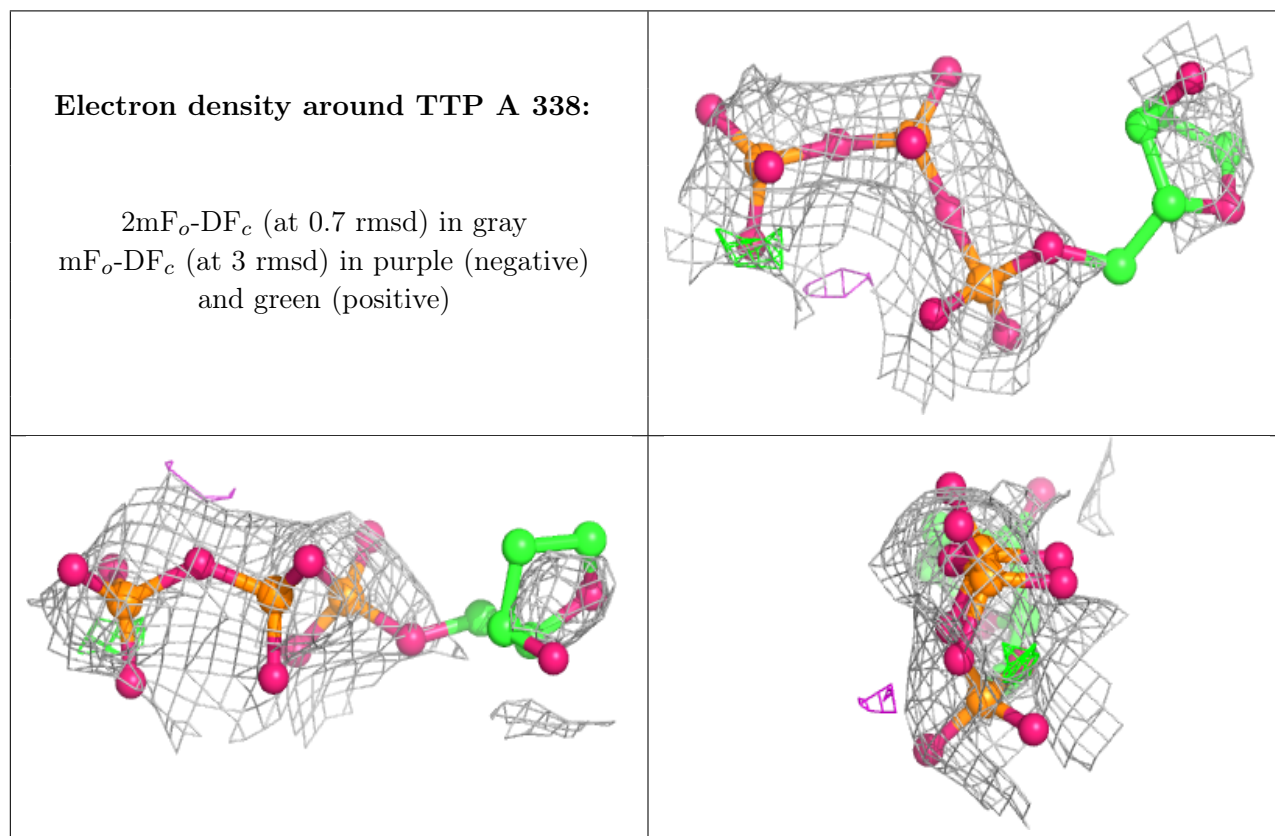 Electron density around TTP A 338:
2mFo-DFc (at 0.7 rmsd) in gray
mFo-DFc (at 3 rmsd) in purple (negative)
and green (positive)